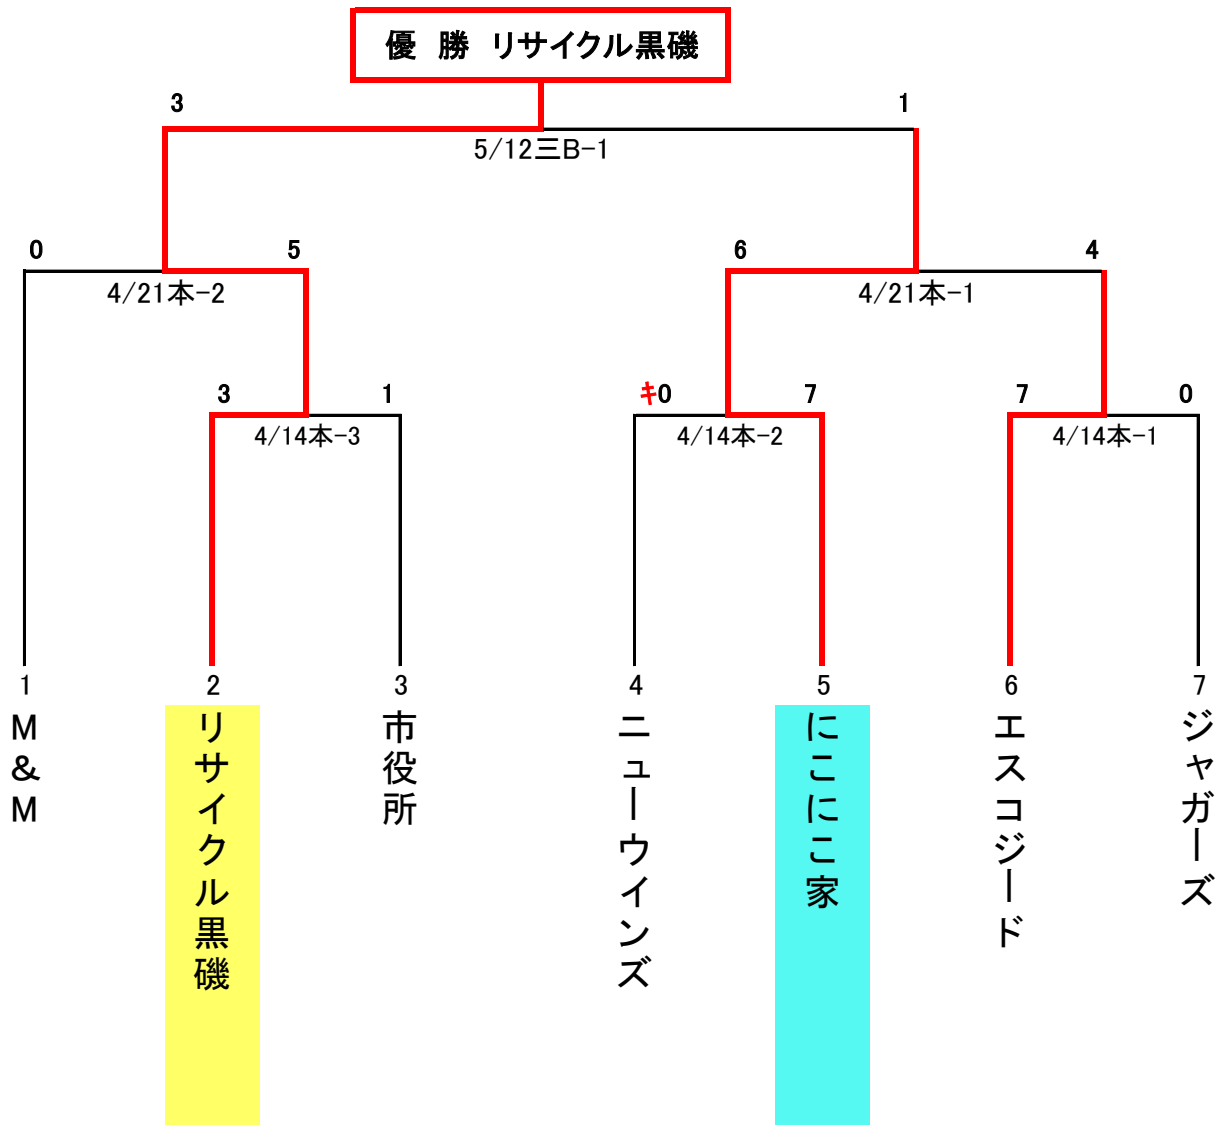 優　勝　リサイクル黒磯
3
1
5/12三B-1
0
5
6
4
4/21本-2
4/21本-1
3
1
ｷ0
7
7
0
4/14本-3
4/14本-2
4/14本-1
1
2
3
4
5
6
7
M&M
リサイクル黒磯
市役所
ニューウインズ
にこにこ家
エスコジード
ジャガーズ